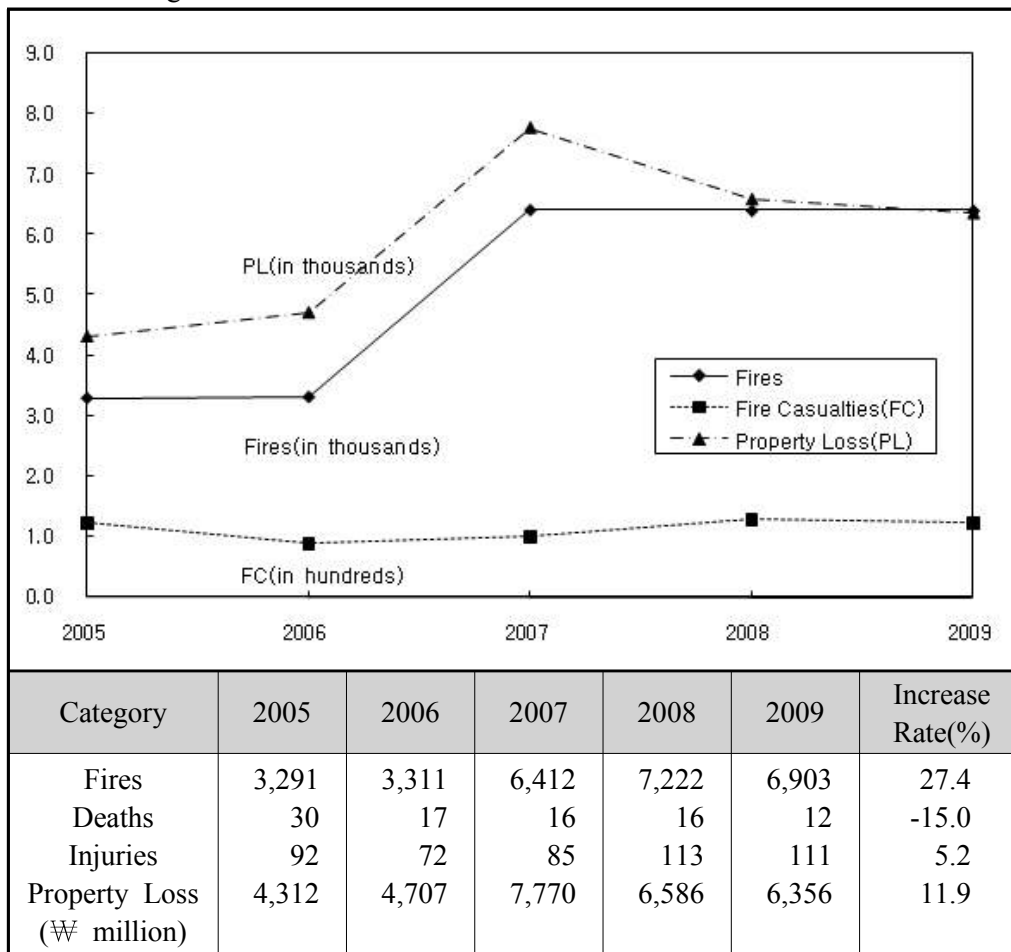 9.0
8.0
7.0
6.0
PL(in thousands)
5.0
4.0
Fires
Fire Casualties(FC)
Property Loss(PL)
3.0
Fires(in thousands)
2.0
1.0
FC(in hundreds)
0.0
2005 2006 2007 2008 2009
Category 2005 2006 2007 2008 2009 Increase
Rate(%)
Fires 3,291 3,311 6,412 7,222 6,903 27.4
Deaths 30 17 16 16 12 -15.0
Injuries 92 72 85 113 111 5.2
Property Loss 4,312 4,707 7,770 6,586 6,356 11.9
(₩ million)